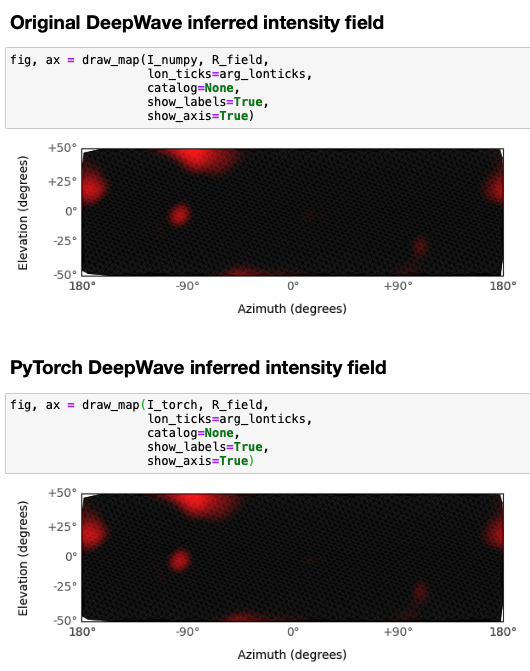 Original DeepWave inferred intensity field
fig, ax = draw_map(I_numpy, R_field,
lon_ticks=arg_lonticks,
catalog=None,
show_labels=True,
show_axis=True)
+50°
+25°
0°
-25°
-50°
Elevation (degrees)
180°
-90°
0°
+90°
180°
Azimuth (degrees)
PyTorch DeepWave inferred intensity field
fig, ax = draw_map(I_torch, R_field,
lon_ticks=arg_lonticks,
catalog=None,
show_labels=True,
show_axis=True)
+50°
+25°
0°
-25°
-50°
Elevation (degrees)
180°
-90°
0°
+90°
180°
Azimuth (degrees)